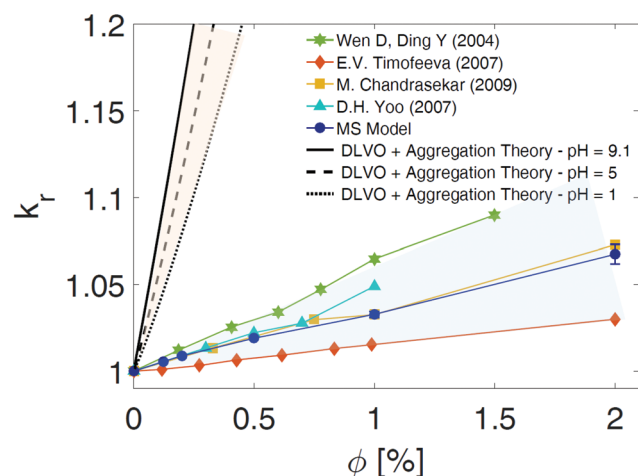 1.2
1.15
1.1
1.05
1
k_r
Wen D, Ding Y (2004)
E.V. Timofeeva (2007)
M. Chandrasekar (2009)
D.H. Yoo (2007)
MS Model
DLVO + Aggregation Theory - pH = 9.1
DLVO + Aggregation Theory - pH = 5
DLVO + Aggregation Theory - pH = 1
0 0.5 1 1.5 2
ϕ [%]